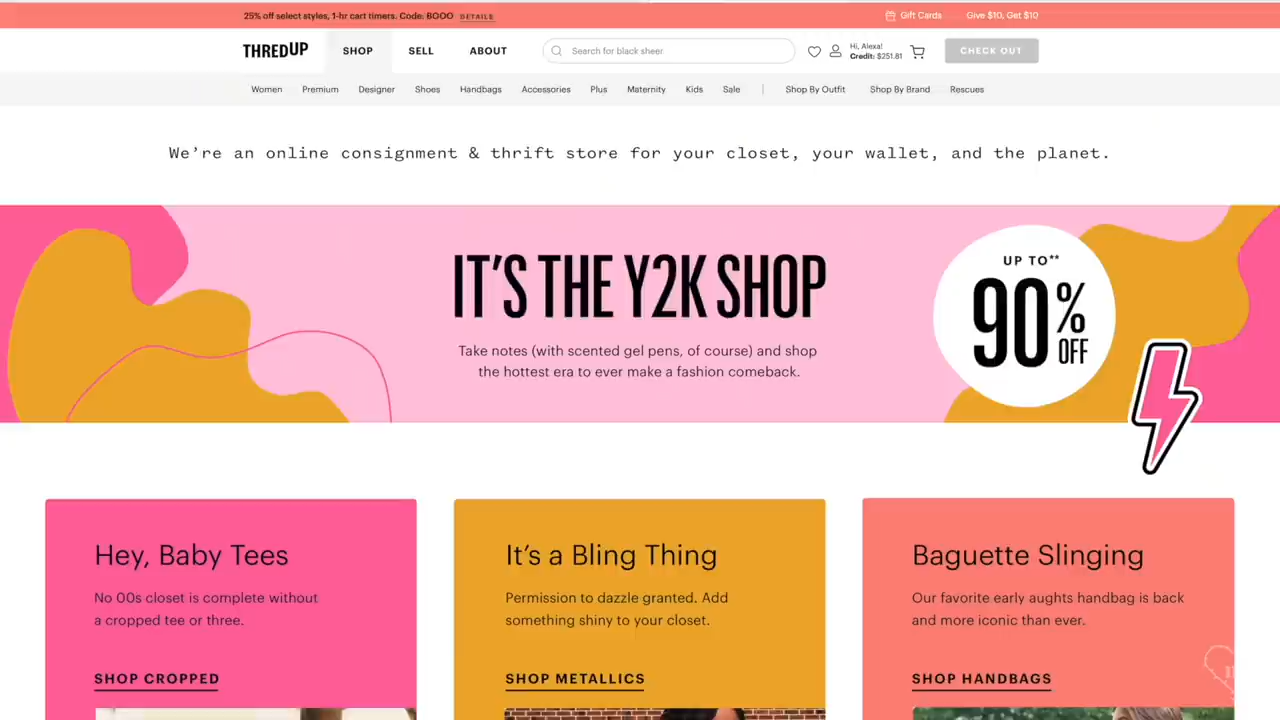 25% off select styles, 1-hr cart timers. Code: BOOO DETAILS
Gift Cards
Give $10, Get $10
THREDUP
SHOP
SELL
ABOUT
Search for black sheer
Hi, Alexa!
Credit: $251.81
CHECK OUT
Women
Premium
Designer
Shoes
Handbags
Accessories
Plus
Maternity
Kids
Sale
Shop By Outfit
Shop By Brand
Rescues
We're an online consignment & thrift store for your closet, your wallet, and the planet.
IT'S THE Y2K SHOP
Take notes (with scented gel pens, of course) and shop
the hottest era to ever make a fashion comeback.
UP TO**
90%
OFF
Hey, Baby Tees
No 00s closet is complete without
a cropped tee or three.
SHOP CROPPED
It's a Bling Thing
Permission to dazzle granted. Add
something shiny to your closet.
SHOP METALLICS
Baguette Slinging
Our favorite early aughts handbag is back
and more iconic than ever.
SHOP HANDBAGS